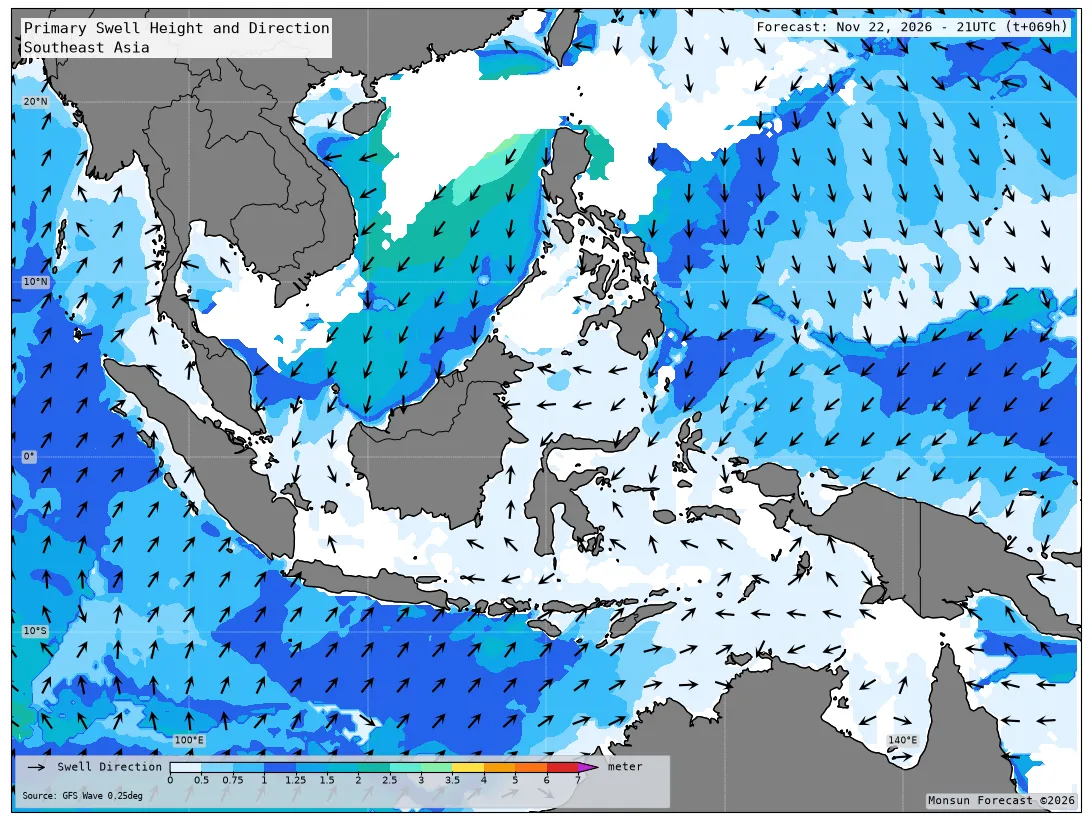 Primary Swell Height and Direction
Southeast Asia
Forecast: Nov 22, 2026 - 21UTC (t+069h)
20°N
10°N
0°
10°S
100°E
140°E
Swell Direction
meter
0 0.5 0.75 1 1.25 1.5 2 2.5 3 3.5 4 5 6 7
Source: GFS Wave 0.25deg
Monsun Forecast ©2026